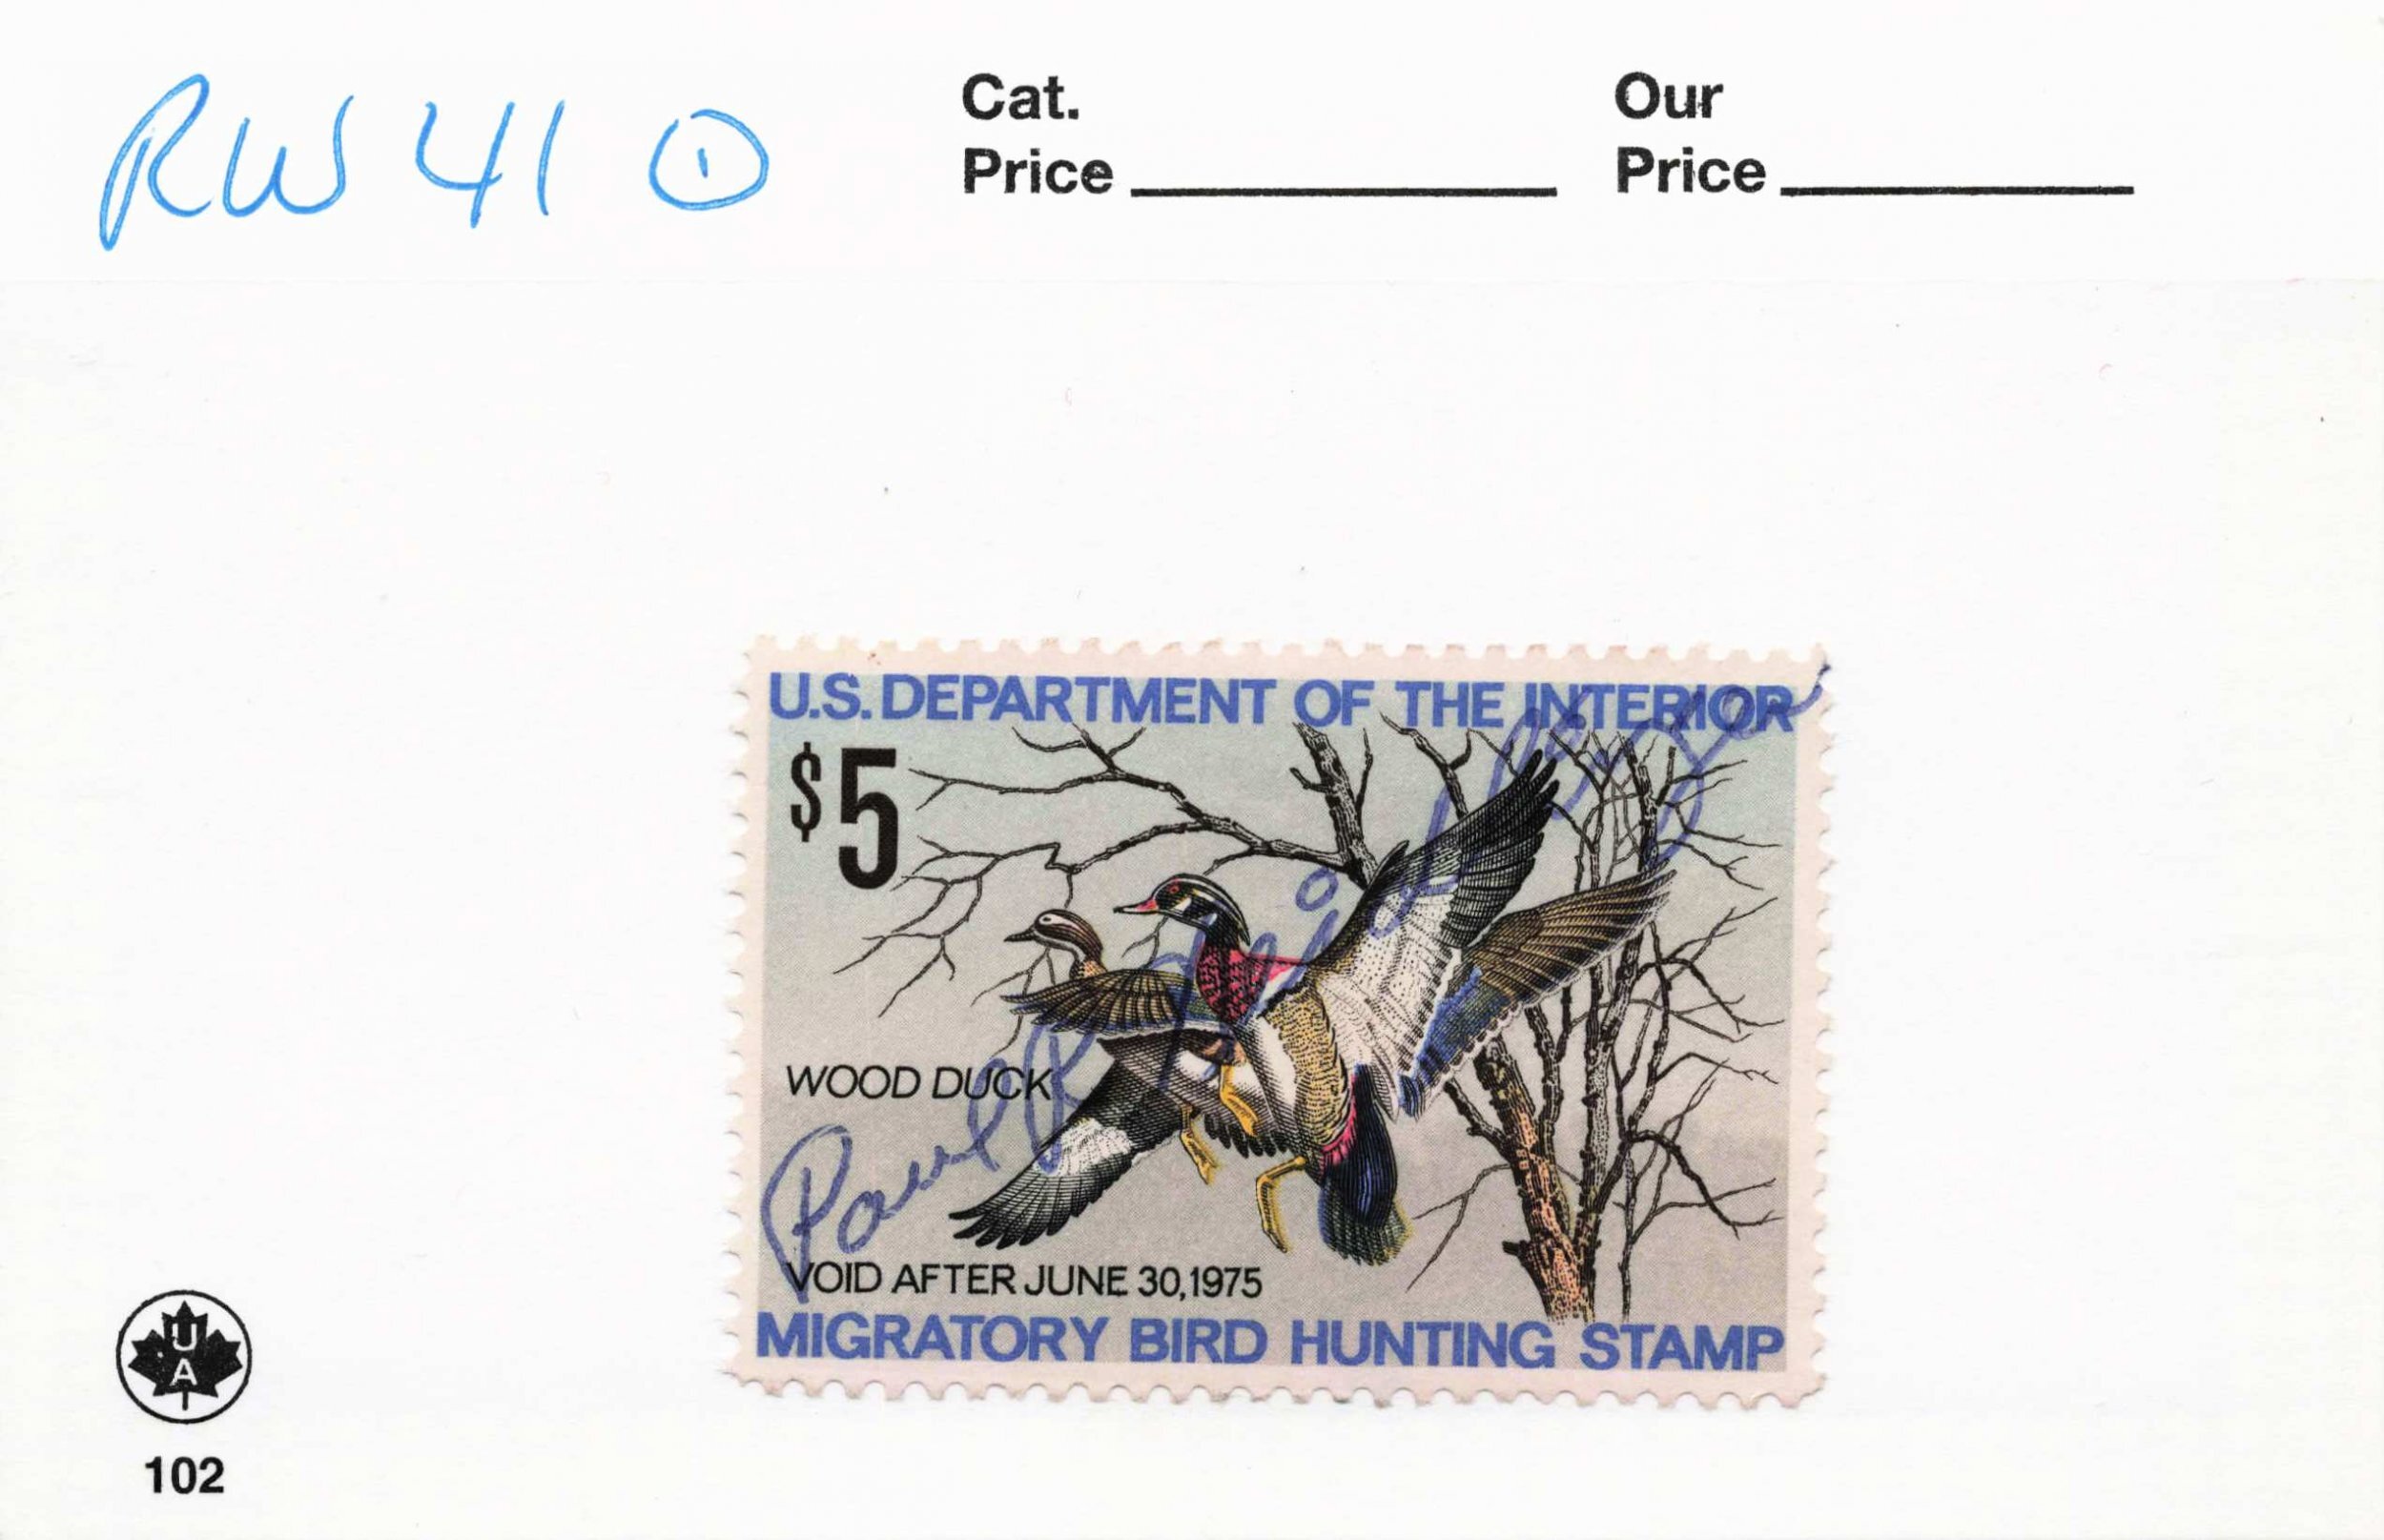 RW 41 ①
Cat.
Price
Our
Price
U.S. DEPARTMENT OF THE INTERIOR
$5
WOOD DUCK
Paul R
VOID AFTER JUNE 30, 1975
MIGRATORY BIRD HUNTING STAMP
U
A
102